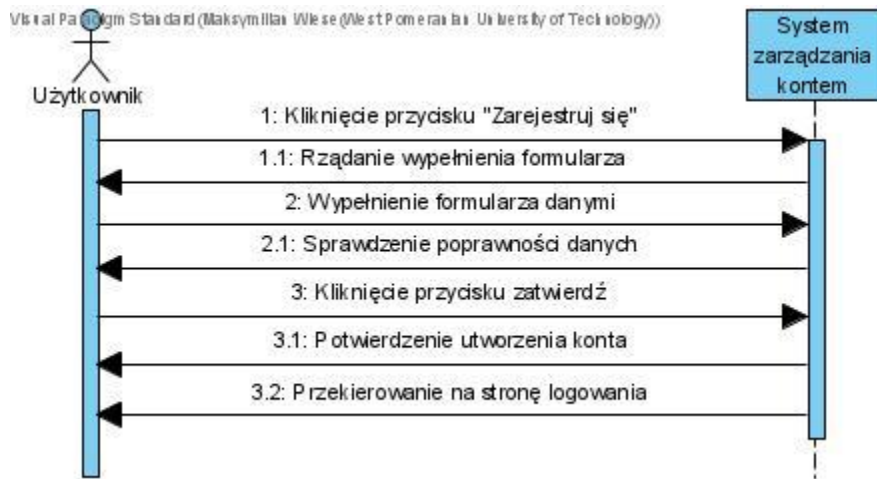 Visual Paradigm Standard(Maksymilian Wiese(West Pomeranian University of Technology))
Użytkownik
System
zarządzania
kontem
1: Kliknięcie przycisku "Zarejestruj się"
1.1: Rządanie wypełnienia formularza
2: Wypełnienie formularza danymi
2.1: Sprawdzenie poprawności danych
3: Kliknięcie przycisku zatwierdź
3.1: Potwierdzenie utworzenia konta
3.2: Przekierowanie na stronę logowania